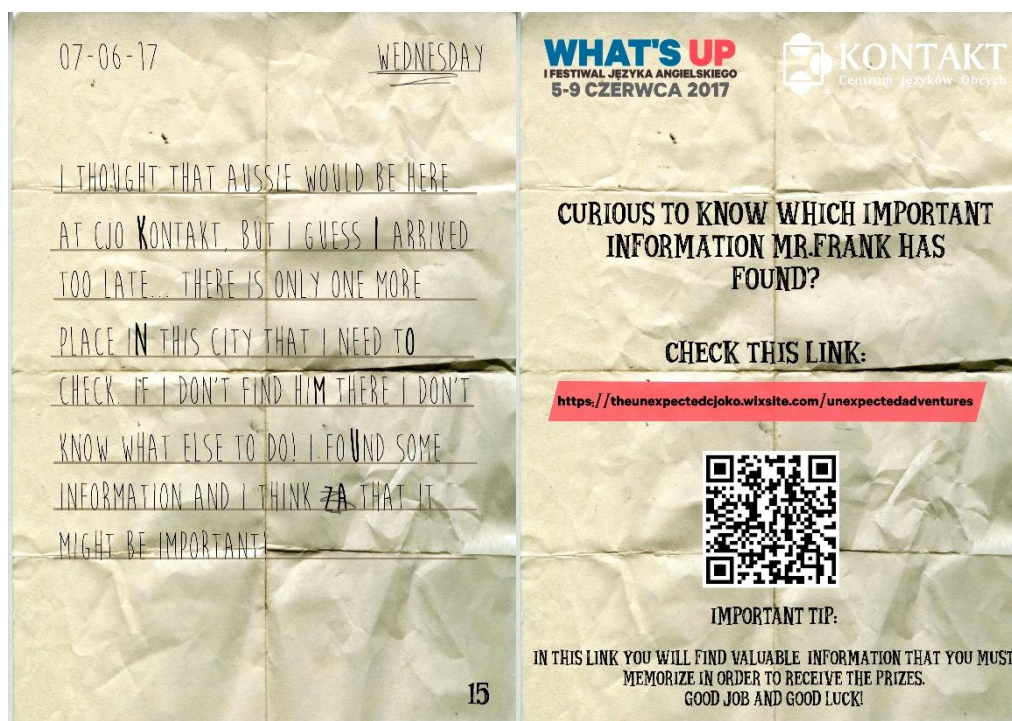 07-06-17 WEDNESDAY
I THOUGHT THAT AUSSIE WOULD BE HERE
AT CJO KONTAKT, BUT I GUESS I ARRIVED
TOO LATE... THERE IS ONLY ONE MORE
PLACE IN THIS CITY THAT I NEED TO
CHECK. IF I DON'T FIND HIM THERE I DON'T
KNOW WHAT ELSE TO DO! I FOUND SOME
INFORMATION AND I THINK ZA THAT IT
MIGHT BE IMPORTANT!
15
WHAT'S UP
I FESTIWAL JĘZYKA ANGIELSKIEGO
5-9 CZERWCA 2017
KONTAKT
Centrum Języków Obcych
CURIOUS TO KNOW WHICH IMPORTANT
INFORMATION MR.FRANK HAS
FOUND?
CHECK THIS LINK:
https://theunexpectedcjoko.wixsite.com/unexpectedadventures
IMPORTANT TIP:
IN THIS LINK YOU WILL FIND VALUABLE INFORMATION THAT YOU MUST
MEMORIZE IN ORDER TO RECEIVE THE PRIZES.
GOOD JOB AND GOOD LUCK!